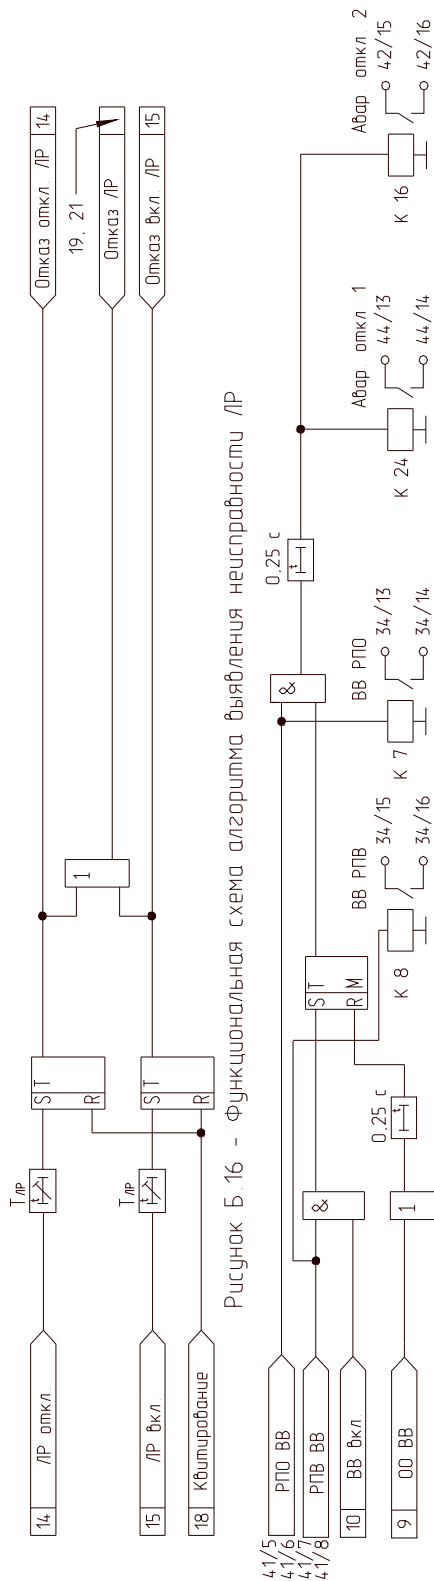 14 ЛР откл.
Tлр
t
S T
R
1
Отказ откл. ЛР 14
19, 21
Отказ ЛР
15 ЛР вкл.
Tлр
t
S T
R
Отказ вкл. ЛР 15
18 Квитирование
Рисунок Б.16 - Функциональная схема алгоритма выявления неисправности ЛР
41/5
41/6
РПО ВВ
41/7
41/8
РПВ ВВ
10 ВВ вкл.
9 ОО ВВ
&
1
0,25 с
t
S T
R M
&
0,25 с
t
ВВ РПВ
К 8
34/15
34/16
ВВ РПО
К 7
34/13
34/14
Авар. откл 1
К 24
44/13
44/14
Авар. откл. 2
К 16
42/15
42/16